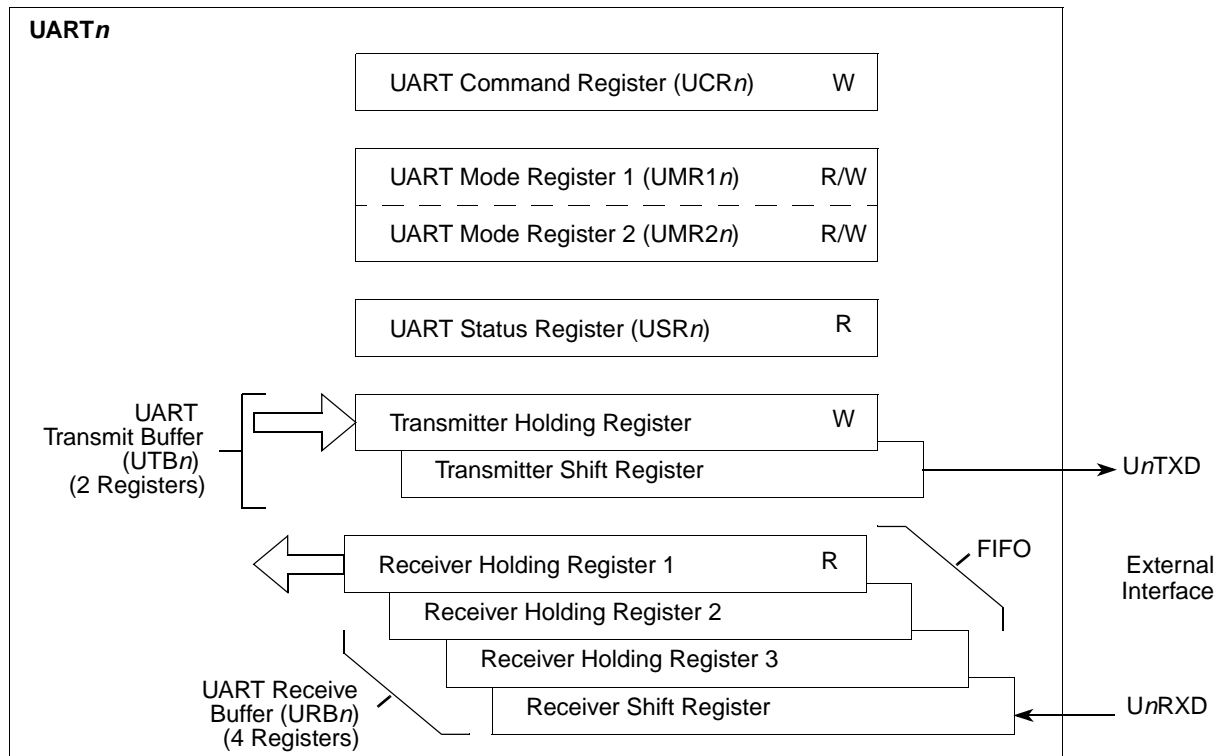 UARTn
UART Command Register (UCRn) W
UART Mode Register 1 (UMR1n) R/W
UART Mode Register 2 (UMR2n) R/W
UART Status Register (USRn) R
UART
Transmit Buffer
(UTBn)
(2 Registers)
Transmitter Holding Register W
Transmitter Shift Register
UnTXD
Receiver Holding Register 1 R
FIFO
External
Interface
Receiver Holding Register 2
Receiver Holding Register 3
UART Receive
Buffer (URBn)
(4 Registers)
Receiver Shift Register
UnRXD